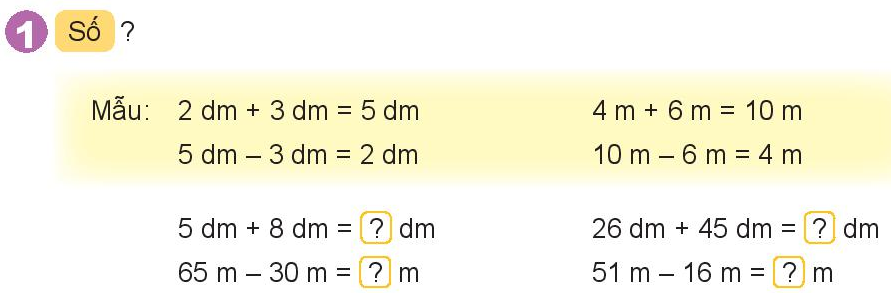 1 Số ?
Mẫu: 2 dm + 3 dm = 5 dm 4 m + 6 m = 10 m
5 dm – 3 dm = 2 dm 10 m – 6 m = 4 m
5 dm + 8 dm = ? dm 26 dm + 45 dm = ? dm
65 m – 30 m = ? m 51 m – 16 m = ? m